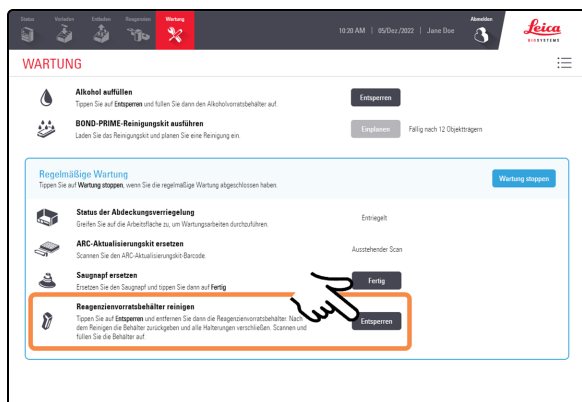 Status Vorladen Entladen Reagenzien Wartung
10:20 AM | 05/Dez./2022 | Jane Doe
Abmelden
Leica
BIOSYSTEMS
WARTUNG
Alkohol auffüllen
Tippen Sie auf Entsperren und füllen Sie dann den Alkoholvorratsbehälter auf.
Entsperren
BOND-PRIME-Reinigungskit ausführen
Laden Sie das Reinigungskit und planen Sie eine Reinigung ein.
Einplanen
Fällig nach 12 Objektträgern
Regelmäßige Wartung
Tippen Sie auf Wartung stoppen, wenn Sie die regelmäßige Wartung abgeschlossen haben.
Wartung stoppen
Status der Abdeckungsverriegelung
Greifen Sie auf die Arbeitsfläche zu, um Wartungsarbeiten durchzuführen.
Entriegelt
ARC-Aktualisierungskit ersetzen
Scannen Sie den ARC-Aktualisierungskit-Barcode.
Ausstehender Scan
Saugnapf ersetzen
Ersetzen Sie den Saugnapf und tippen Sie dann auf Fertig
Fertig
Reagenzienvorratsbehälter reinigen
Tippen Sie auf Entsperren und entfernen Sie dann die Reagenzienvorratsbehälter. Nach
dem Reinigen die Behälter zurückgeben und alle Halterungen verschließen. Scannen und
füllen Sie die Behälter auf.
Entsperren